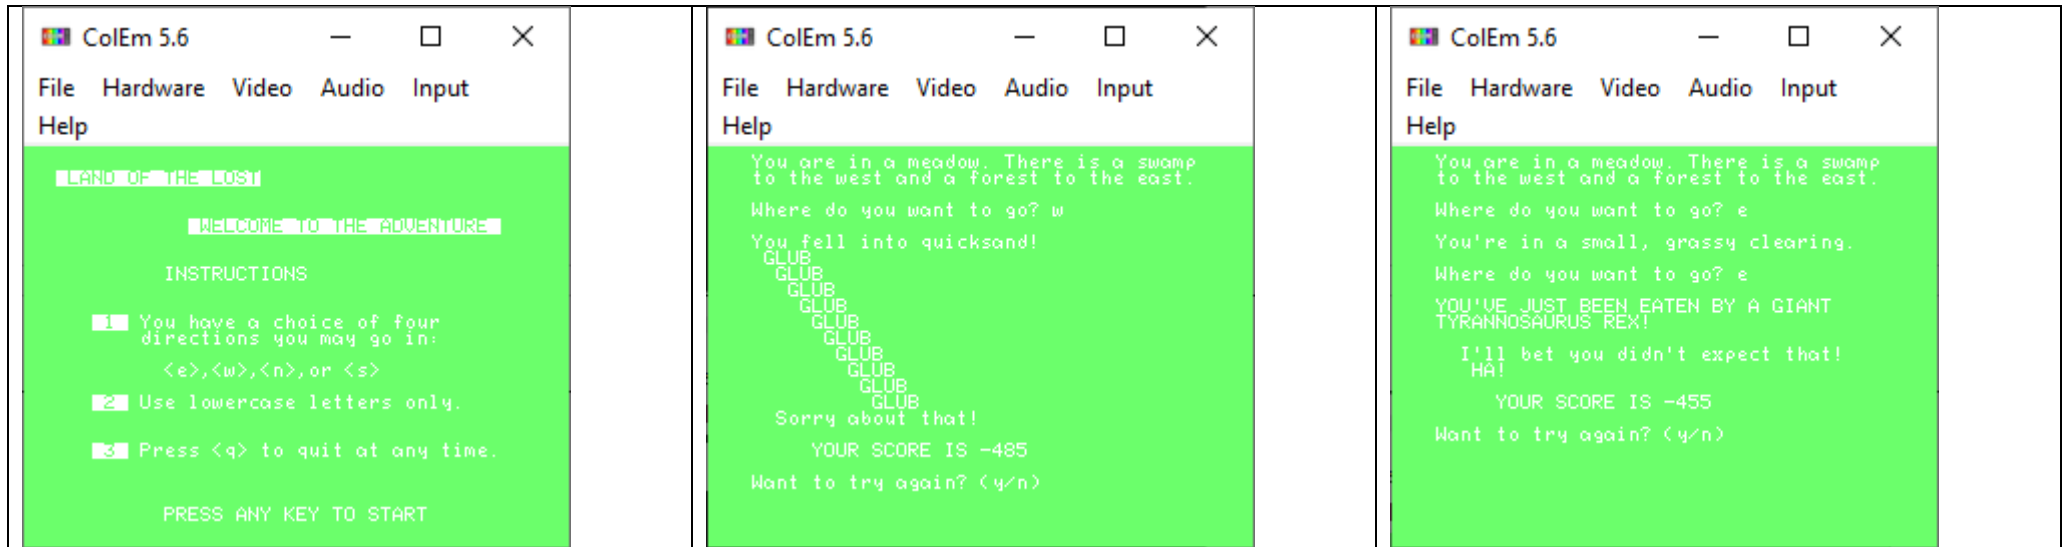 ColEm 5.6
File Hardware Video Audio Input
Help
LAND OF THE LOST
WELCOME TO THE ADVENTURE
INSTRUCTIONS
1 You have a choice of four
directions you may go in:
<e>,<w>,<n>,or <s>
2 Use lowercase letters only.
3 Press <q> to quit at any time.
PRESS ANY KEY TO START
ColEm 5.6
File Hardware Video Audio Input
Help
You are in a meadow. There is a swamp
to the west and a forest to the east.
Where do you want to go? w
You fell into quicksand!
GLUB
GLUB
GLUB
GLUB
GLUB
GLUB
GLUB
GLUB
GLUB
GLUB
Sorry about that!
YOUR SCORE IS -485
Want to try again? (y/n)
ColEm 5.6
File Hardware Video Audio Input
Help
You are in a meadow. There is a swamp
to the west and a forest to the east.
Where do you want to go? e
You're in a small, grassy clearing.
Where do you want to go? e
YOU'VE JUST BEEN EATEN BY A GIANT
TYRANNOSAURUS REX!
I'll bet you didn't expect that!
HA!
YOUR SCORE IS -455
Want to try again? (y/n)